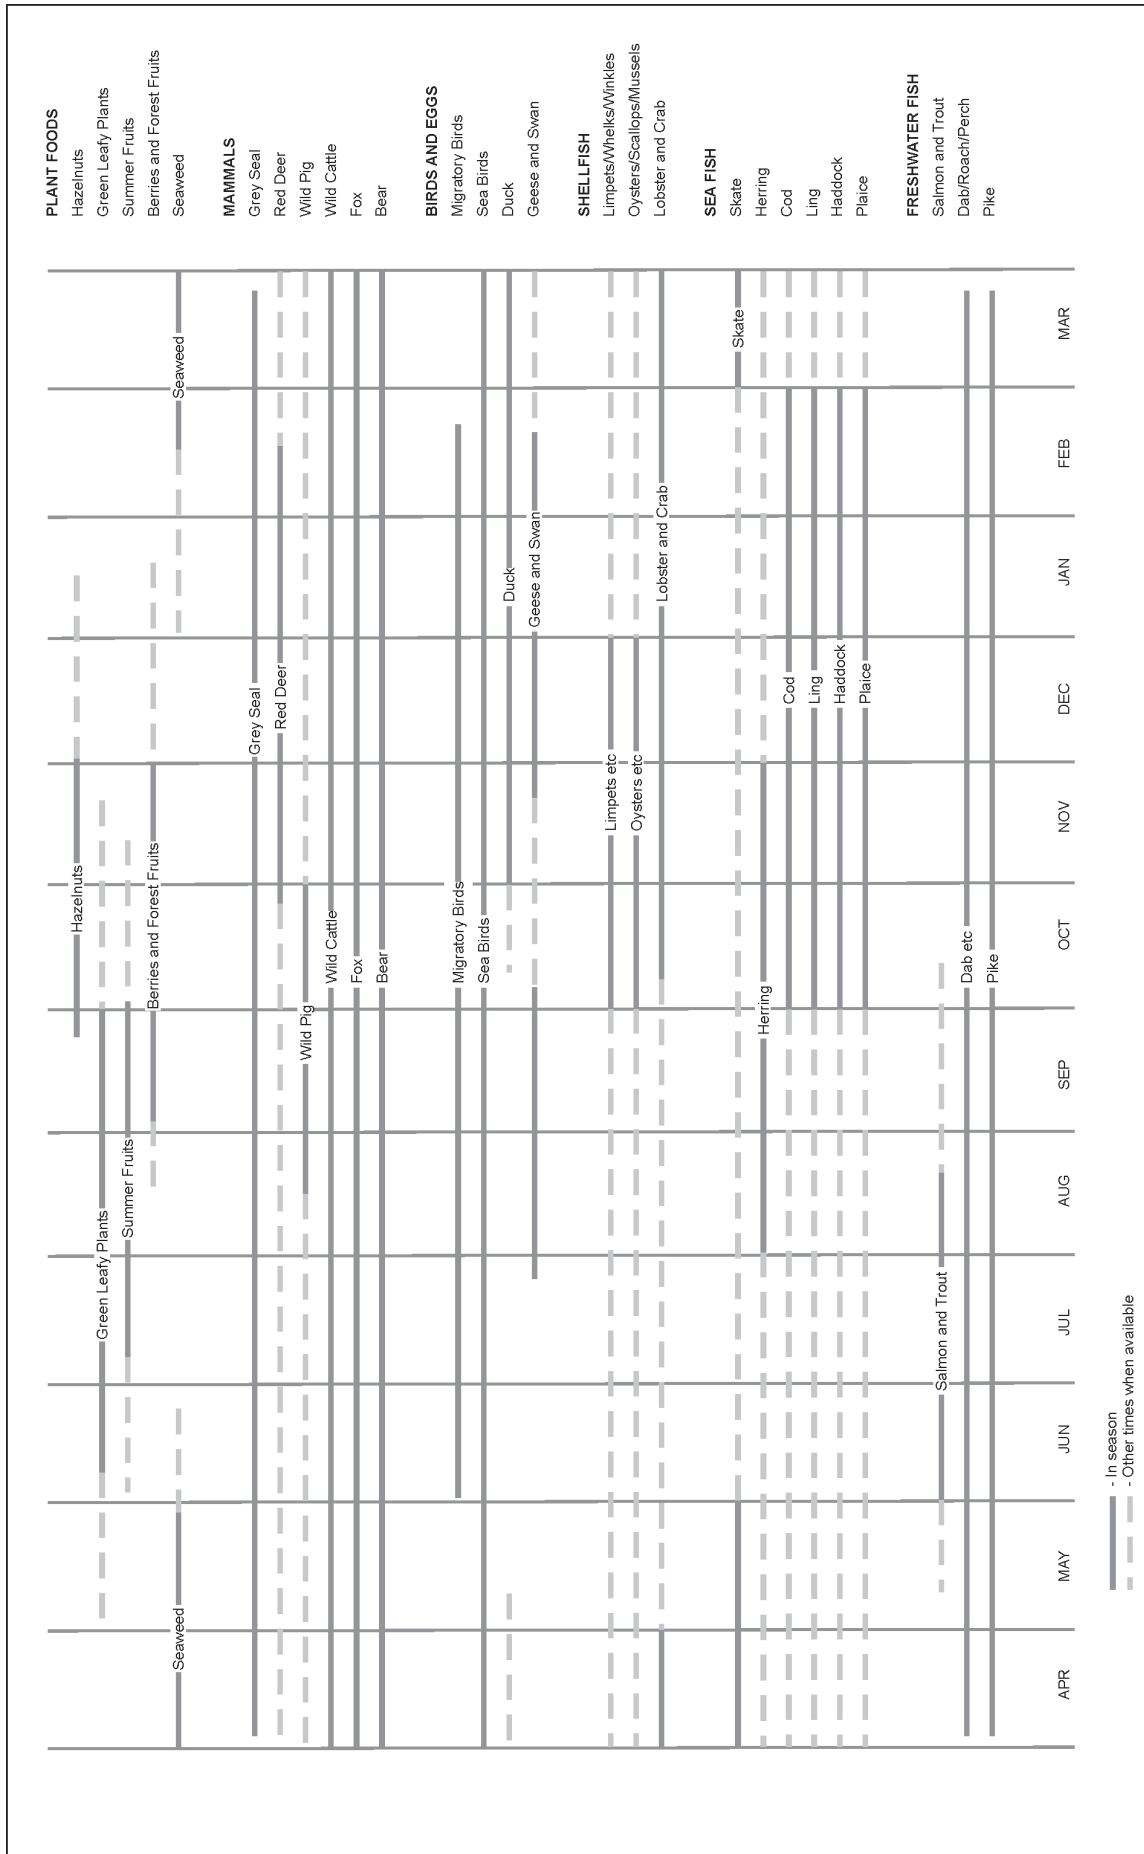 PLANT FOODS
Hazelnuts
Green Leafy Plants
Summer Fruits
Berries and Forest Fruits
Seaweed
MAMMALS
Grey Seal
Red Deer
Wild Pig
Wild Cattle
Fox
Bear
BIRDS AND EGGS
Migratory Birds
Sea Birds
Duck
Geese and Swan
SHELLFISH
Limpets/Whelks/Winkles
Oysters/Scallops/Mussels
Lobster and Crab
SEA FISH
Skate
Herring
Cod
Ling
Haddock
Plaice
FRESHWATER FISH
Salmon and Trout
Dab/Roach/Perch
Pike
Hazelnuts
Green Leafy Plants
Summer Fruits
Berries and Forest Fruits
Seaweed
Seaweed
Grey Seal
Red Deer
Wild Pig
Wild Cattle
Fox
Bear
Migratory Birds
Sea Birds
Duck
Geese and Swan
Limpets etc
Oysters etc
Lobster and Crab
Skate
Herring
Cod
Ling
Haddock
Plaice
Salmon and Trout
Dab etc
Pike
APR
MAY
JUN
JUL
AUG
SEP
OCT
NOV
DEC
JAN
FEB
MAR
- In season
- Other times when available